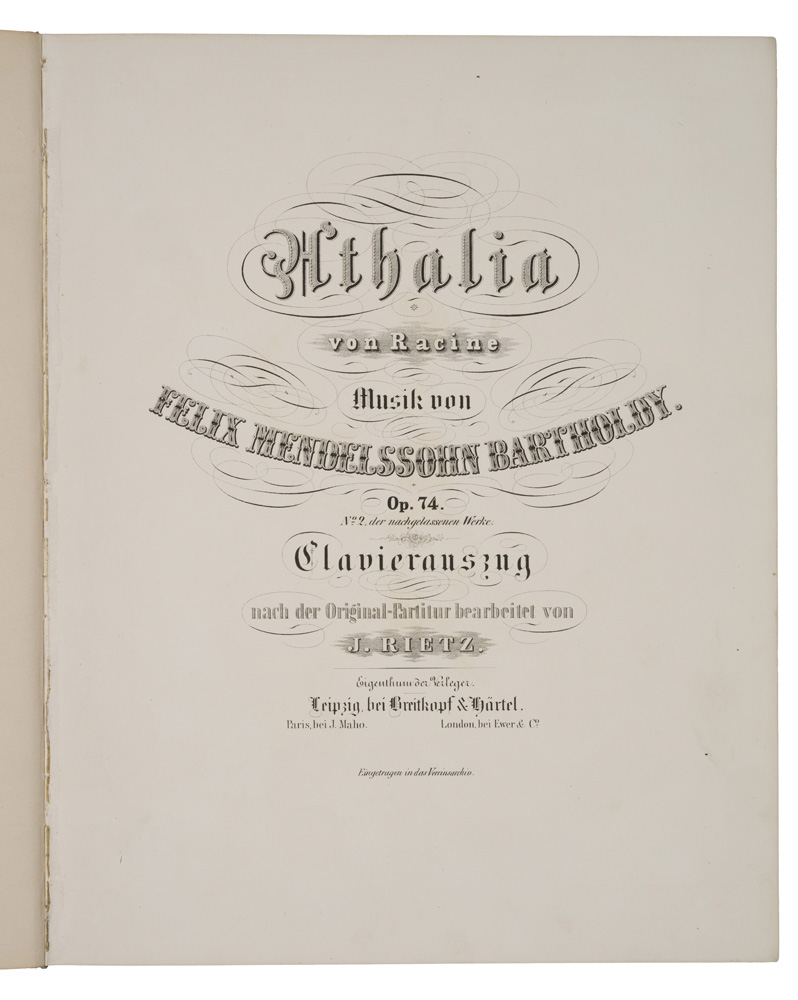 Athalia
von Racine
Musik von
FELIX MENDELSSOHN BARTHOLDY.
Op. 74.
No. 2, der nachgelassenen Werke.
Clavierauszug
nach der Original-Partitur bearbeitet von
J. RIETZ.
Eigenthum der Verleger.
Leipzig, bei Breitkopf & Härtel.
Paris, bei J. Maho. London, bei Ewer & Co.
Eingetragen in das Vereinsarchiv.